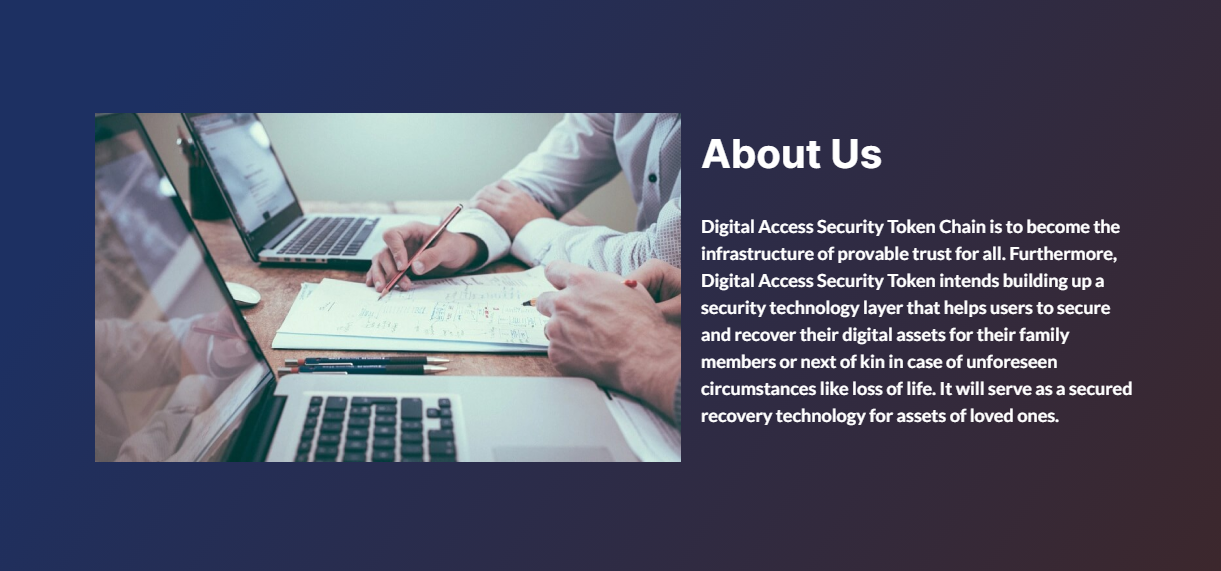 About Us
Digital Access Security Token Chain is to become the
infrastructure of provable trust for all. Furthermore,
Digital Access Security Token intends building up a
security technology layer that helps users to secure
and recover their digital assets for their family
members or next of kin in case of unforeseen
circumstances like loss of life. It will serve as a secured
recovery technology for assets of loved ones.